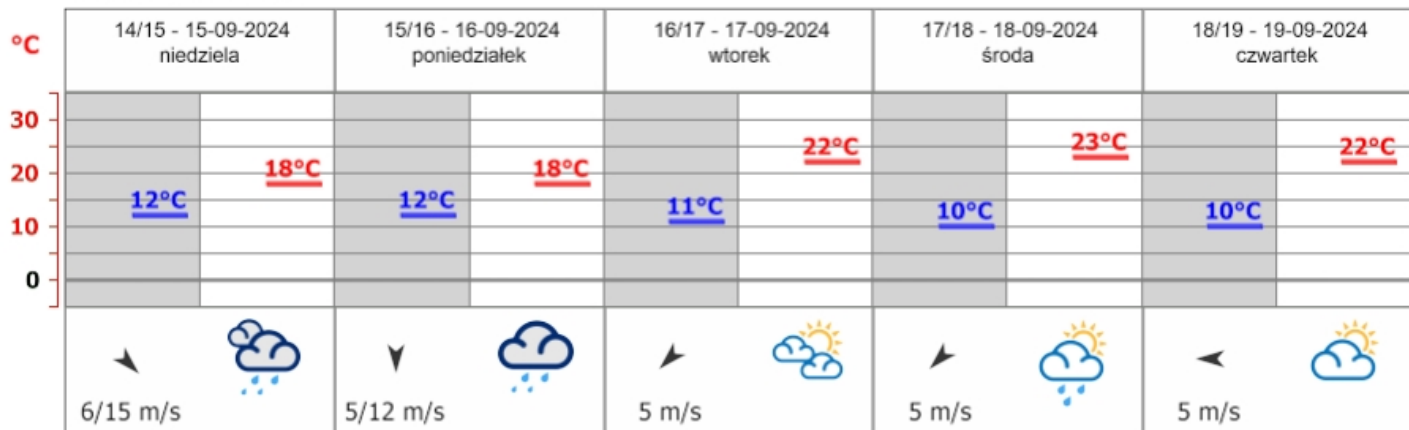 14/15 - 15-09-2024
niedziela
15/16 - 16-09-2024
poniedziałek
16/17 - 17-09-2024
wtorek
17/18 - 18-09-2024
środa
18/19 - 19-09-2024
czwartek
°C
30
20
10
0
12°C
18°C
12°C
18°C
11°C
22°C
10°C
23°C
10°C
22°C
6/15 m/s
5/12 m/s
5 m/s
5 m/s
5 m/s